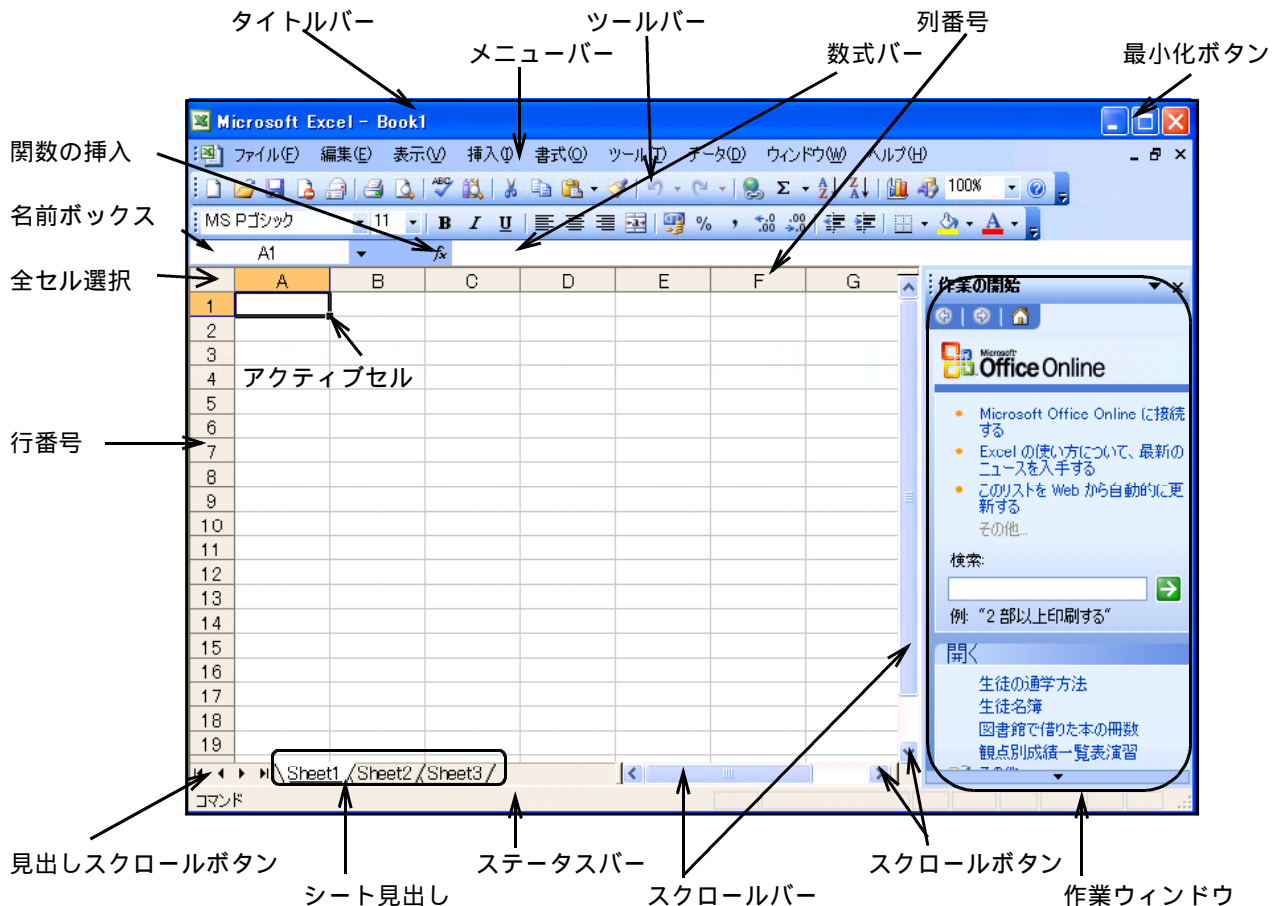 タイトルバー
ツールバー
列番号
メニューバー
数式バー
最小化ボタン
Microsoft Excel - Book1
関数の挿入
ファイル(F) 編集(E) 表示(V) 挿入(I) 書式(O) ツール(T) データ(D) ウィンドウ(W) ヘルプ(H)
100%
名前ボックス
MS Pゴシック 11 B I U
A1 fx
全セル選択
A B C D E F G
作業の開始
1
2
3
4
5
6
7
8
9
10
11
12
13
14
15
16
17
18
19
アクティブセル
行番号
Microsoft
Office Online
Microsoft Office Online に接続
する
Excel の使い方について、最新の
ニュースを入手する
このリストを Web から自動的に更
新する
その他...
検索:
例: "2 部以上印刷する"
開く
生徒の通学方法
生徒名簿
図書館で借りた本の冊数
観点別成績一覧表演習
Sheet1 Sheet2 Sheet3
コマンド
見出しスクロールボタン
ステータスバー
スクロールボタン
シート見出し
スクロールバー
作業ウィンドウ